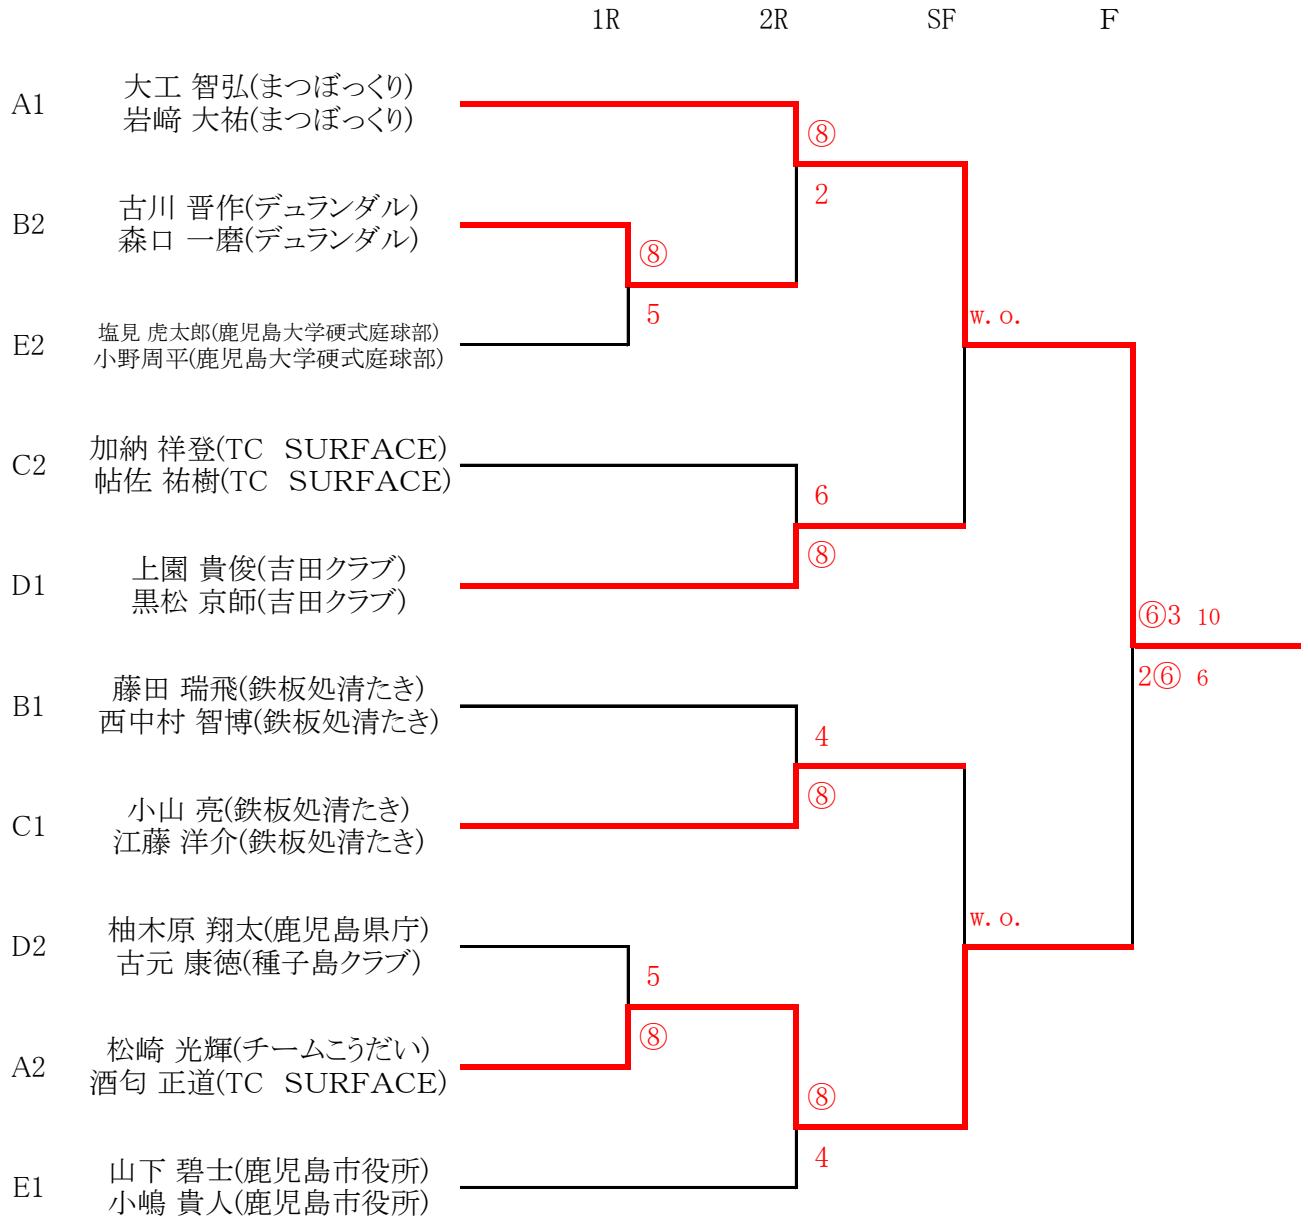 1R 2R SF F
A1
大工 智弘(まつぼっくり)
岩﨑 大祐(まつぼっくり)
⑧
2
B2
古川 晋作(デュランダル)
森口 一磨(デュランダル)
⑧
5
E2
塩見 虎太郎(鹿児島大学硬式庭球部)
小野周平(鹿児島大学硬式庭球部)
w.o.
C2
加納 祥登(TC SURFACE)
帖佐 祐樹(TC SURFACE)
6
⑧
D1
上園 貴俊(吉田クラブ)
黒松 京師(吉田クラブ)
⑥3 10
2⑥ 6
B1
藤田 瑞飛(鉄板処清たき)
西中村 智博(鉄板処清たき)
4
⑧
C1
小山 亮(鉄板処清たき)
江藤 洋介(鉄板処清たき)
w.o.
D2
柚木原 翔太(鹿児島県庁)
古元 康徳(種子島クラブ)
5
⑧
A2
松崎 光輝(チームこうだい)
酒匂 正道(TC SURFACE)
⑧
4
E1
山下 碧士(鹿児島市役所)
小嶋 貴人(鹿児島市役所)